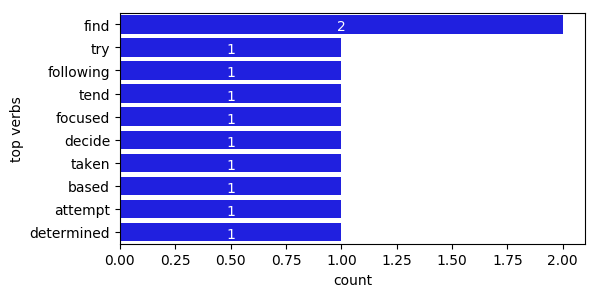 find 2
try 1
following 1
tend 1
focused 1
decide 1
taken 1
based 1
attempt 1
determined 1
top verbs
0.00 0.25 0.50 0.75 1.00 1.25 1.50 1.75 2.00
count